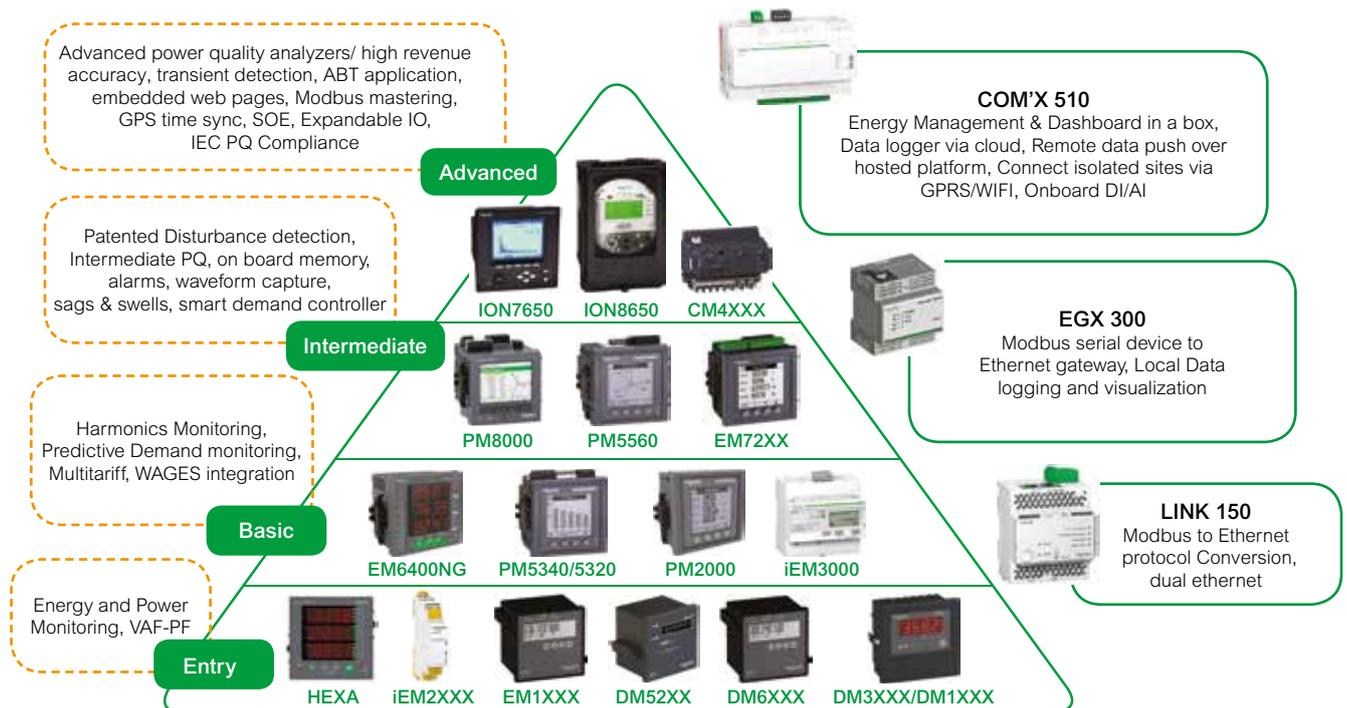 Advanced power quality analyzers/ high revenue
accuracy, transient detection, ABT application,
embedded web pages, Modbus mastering,
GPS time sync, SOE, Expandable IO,
IEC PQ Compliance
Advanced
COM'X 510
Energy Management & Dashboard in a box,
Data logger via cloud, Remote data push over
hosted platform, Connect isolated sites via
GPRS/WIFI, Onboard DI/AI
ION7650
ION8650
CM4XXX
Patented Disturbance detection,
Intermediate PQ, on board memory,
alarms, waveform capture,
sags & swells, smart demand controller
Intermediate
EGX 300
Modbus serial device to
Ethernet gateway, Local Data
logging and visualization
PM8000
PM5560
EM72XX
Harmonics Monitoring,
Predictive Demand monitoring,
Multitariff, WAGES integration
Basic
LINK 150
Modbus to Ethernet
protocol Conversion,
dual ethernet
EM6400NG
PM5340/5320
PM2000
iEM3000
Energy and Power
Monitoring, VAF-PF
Entry
HEXA
iEM2XXX
EM1XXX
DM52XX
DM6XXX
DM3XXX/DM1XXX